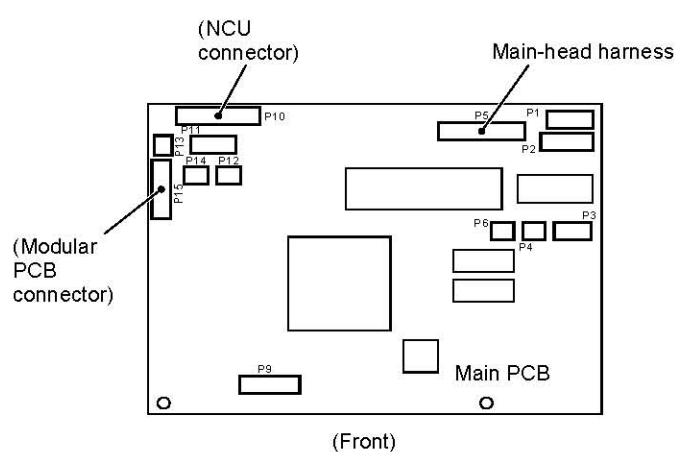 (NCU
connector)
Main-head harness
P10
P5
P1
P11
P2
P13
P14 P12
P15
P6
P3
P4
(Modular
PCB
connector)
P9
Main PCB
(Front)